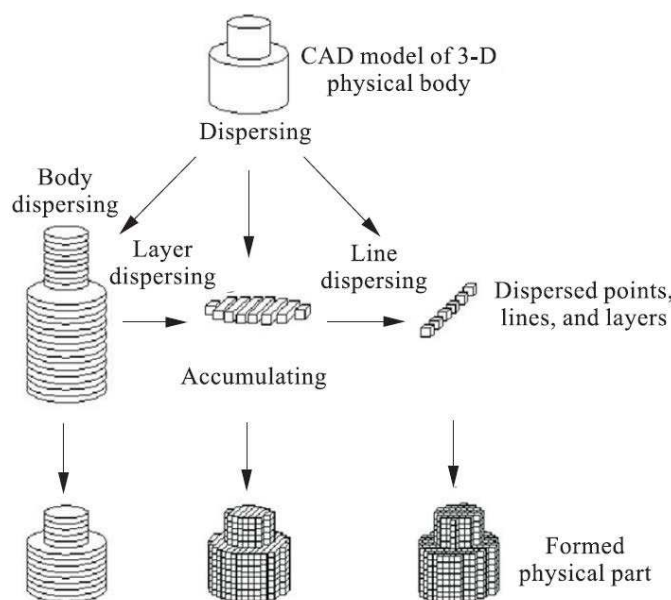 CAD model of 3-D
physical body
Dispersing
Body
dispersing
Layer
dispersing
Line
dispersing
Dispersed points,
lines, and layers
Accumulating
Formed
physical part